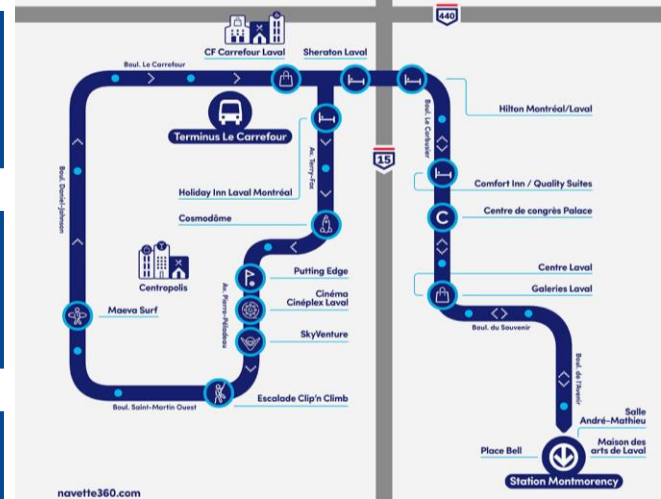 440
CF Carrefour Laval
Sheraton Laval
Boul. Le Carrefour
Hilton Montréal/Laval
Boul. Le Corbusier
Terminus Le Carrefour
15
Av. Terry-Fox
Boul. Daniel-Johnson
Comfort Inn / Quality Suites
Holiday Inn Laval Montréal
C
Centre de congrès Palace
Cosmodôme
Centropolis
Putting Edge
Centre Laval
Cinéma
Cinéplex Laval
Galeries Laval
Av. Pierre-Péladeau
Maeva Surf
SkyVenture
Boul. du Souvenir
Boul. de l'Avenir
Escalade Clip'n Climb
Boul. Saint-Martin Ouest
Salle
André-Mathieu
Place Bell
Maison des
arts de Laval
Station Montmorency
navette360.com